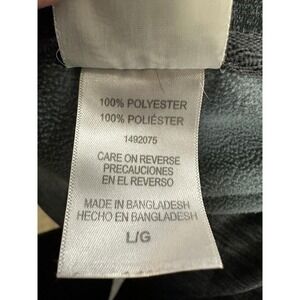 100% POLYESTER
100% POLIÉSTER
1492075
CARE ON REVERSE
PRECAUCIONES
EN EL REVERSO
MADE IN BANGLADESH
HECHO EN BANGLADESH
L/G